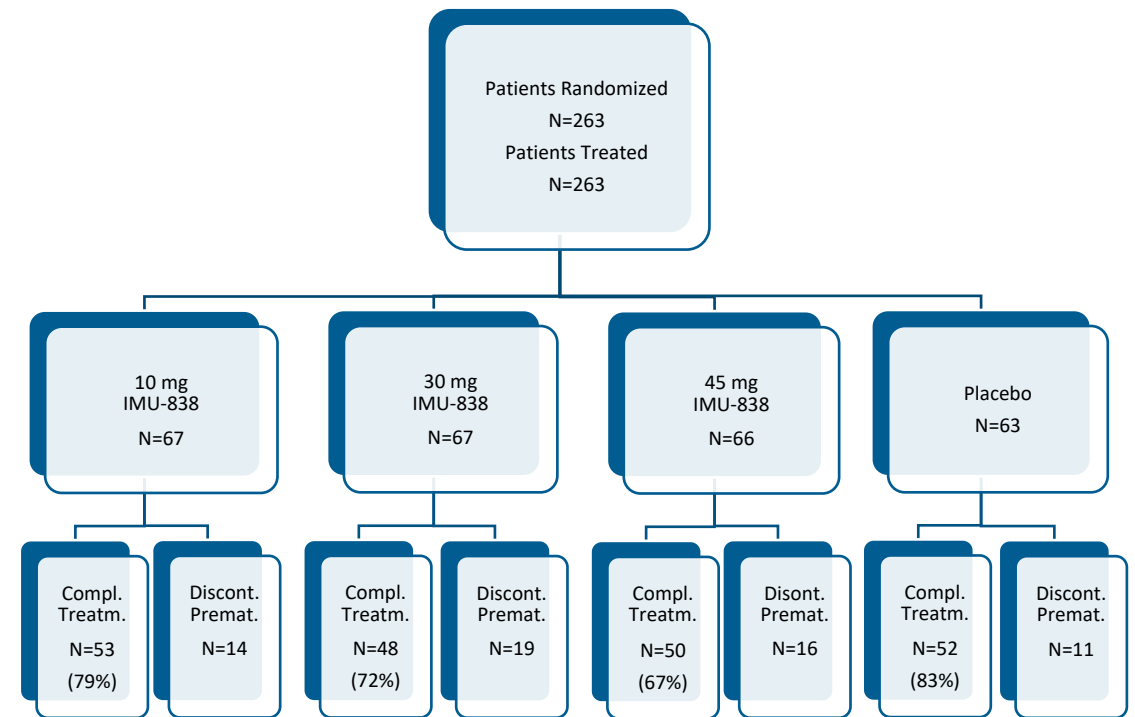 Patients Randomized
N=263
Patients Treated
N=263
10 mg
IMU-838
N=67
30 mg
IMU-838
N=67
45 mg
IMU-838
N=66
Placebo
N=63
Compl.
Treatm.
N=53
(79%)
Discont.
Premat.
N=14
Compl.
Treatm.
N=48
(72%)
Discont.
Premat.
N=19
Compl.
Treatm.
N=50
(67%)
Disont.
Premat.
N=16
Compl.
Treatm.
N=52
(83%)
Discont.
Premat.
N=11